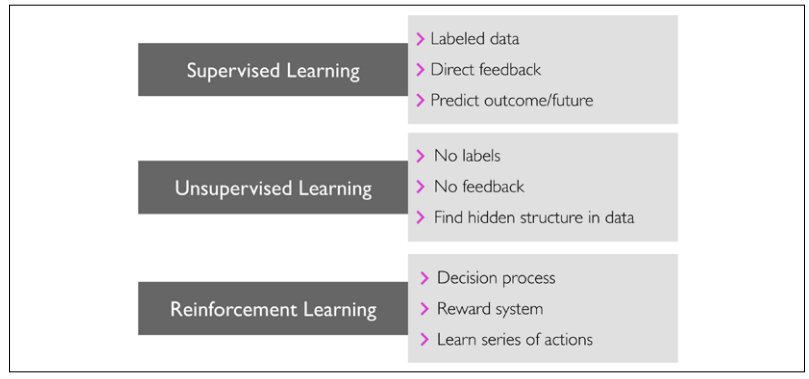 Supervised Learning
Labeled data
Direct feedback
Predict outcome/future
Unsupervised Learning
No labels
No feedback
Find hidden structure in data
Reinforcement Learning
Decision process
Reward system
Learn series of actions